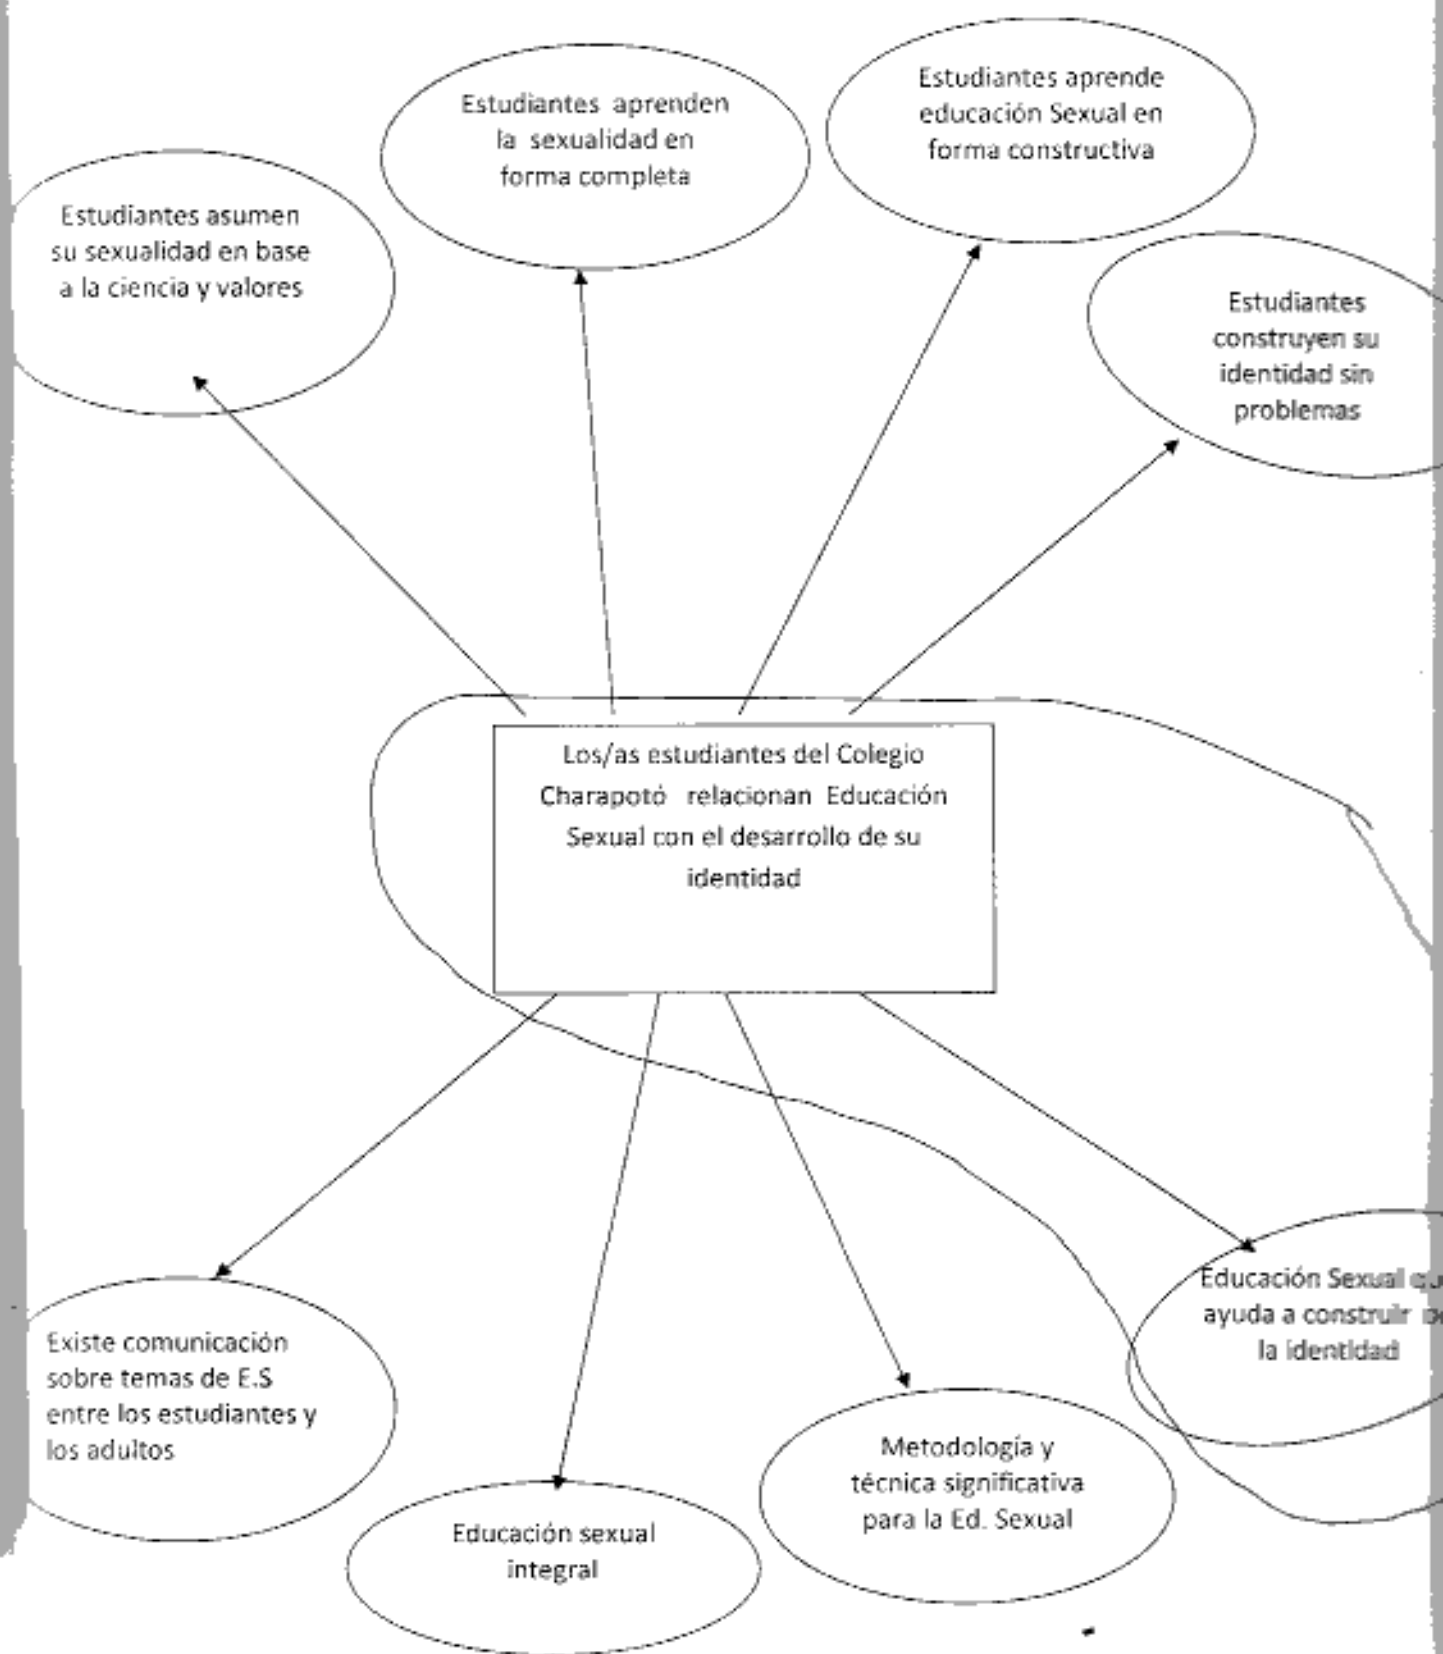 Estudiantes aprende
educación Sexual en
forma constructiva
Estudiantes aprenden
la sexualidad en
forma completa
Estudiantes asumen
su sexualidad en base
a la ciencia y valores
Estudiantes
construyen su
identidad sin
problemas
Los/as estudiantes del Colegio
Charapotó relacionan Educación
Sexual con el desarrollo de su
identidad
Educación Sexual
ayuda a construir
la identidad
Existe comunicación
sobre temas de E.S
entre los estudiantes y
los adultos
Metodología y
técnica significativa
para la Ed. Sexual
Educación sexual
integral